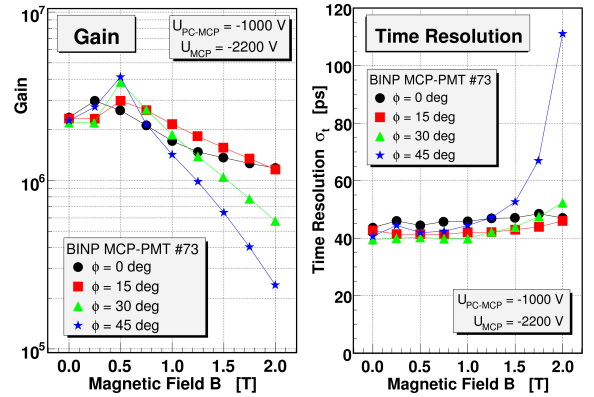 Gain
U_PC-MCP = -1000 V
U_MCP = -2200 V
Gain
10^7
10^6
10^5
BINP MCP-PMT #73
ϕ = 0 deg
ϕ = 15 deg
ϕ = 30 deg
ϕ = 45 deg
0.0 0.5 1.0 1.5 2.0
Magnetic Field B [T]
Time Resolution
Time Resolution σ_t [ps]
120
100
80
60
40
20
0
BINP MCP-PMT #73
ϕ = 0 deg
ϕ = 15 deg
ϕ = 30 deg
ϕ = 45 deg
U_PC-MCP = -1000 V
U_MCP = -2200 V
0.0 0.5 1.0 1.5 2.0
Magnetic Field B [T]